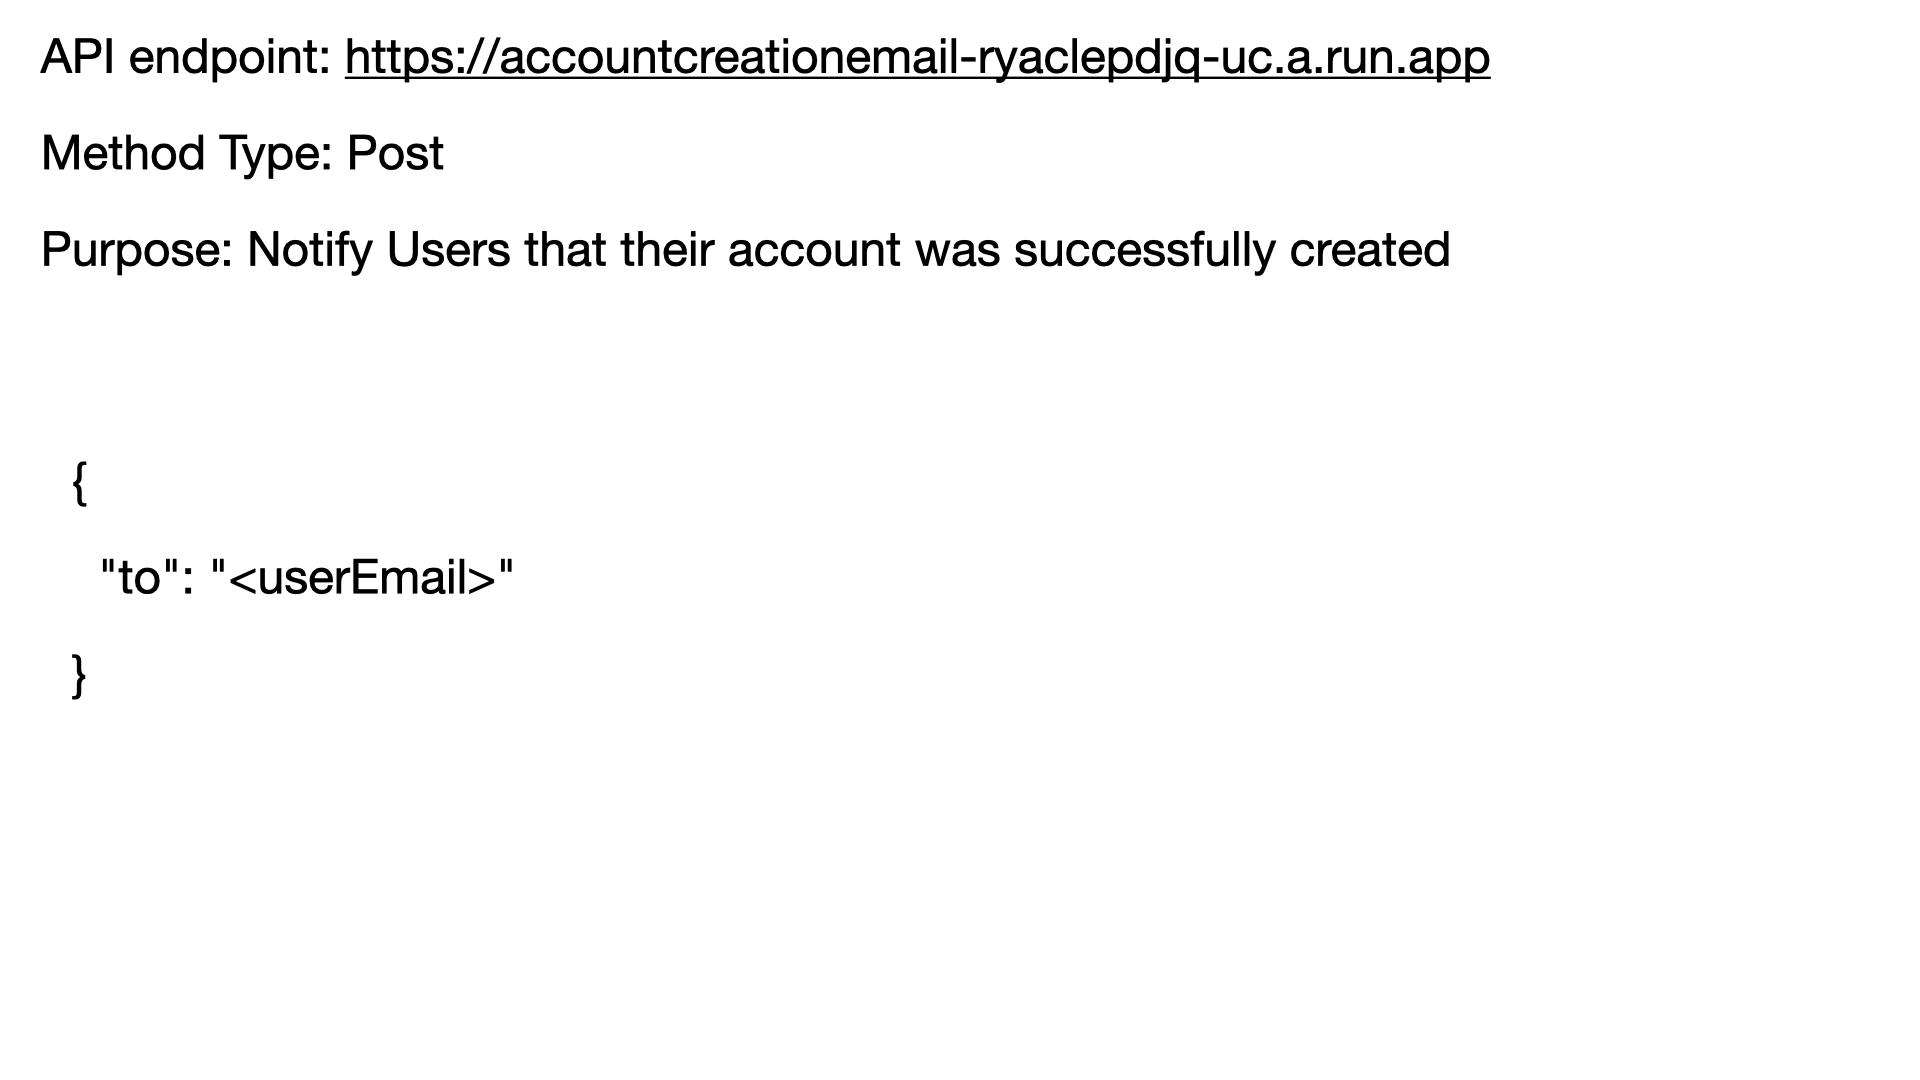 API endpoint: https://accountcreationemail-ryaclepdjq-uc.a.run.app
Method Type: Post
Purpose: Notify Users that their account was successfully created
{
"to": "<userEmail>"
}